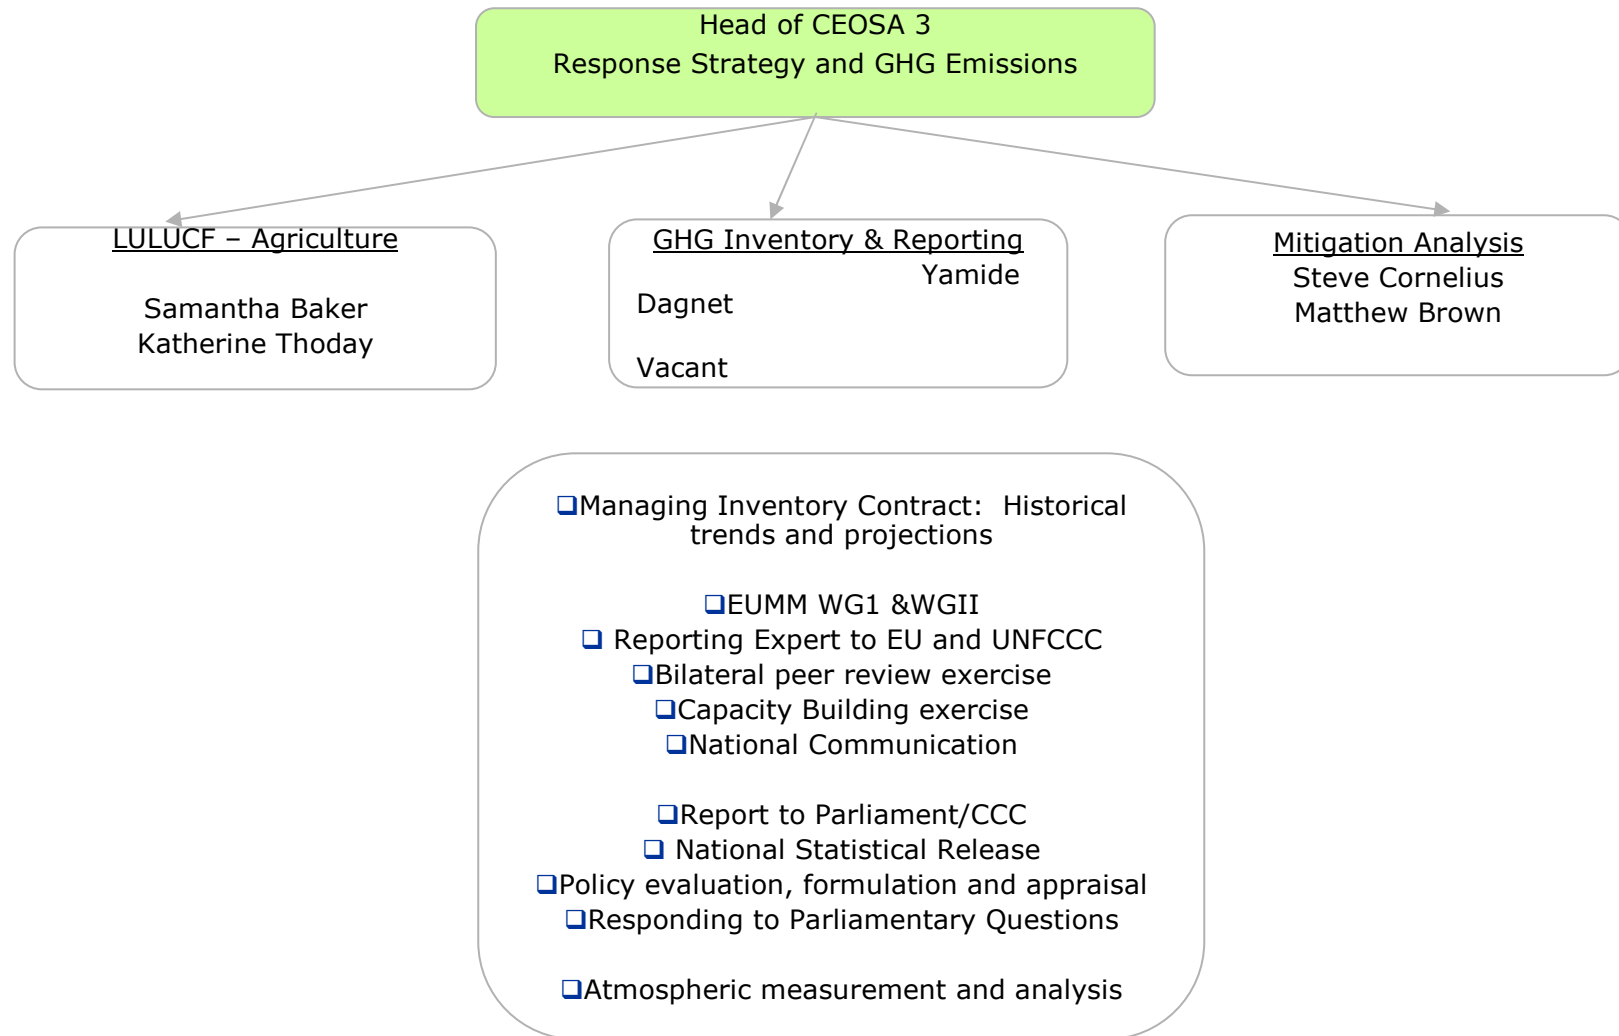 Head of CEOSA 3
Response Strategy and GHG Emissions
LULUCF – Agriculture
Samantha Baker
Katherine Thoday
GHG Inventory & Reporting
Yamide
Dagnet
Vacant
Mitigation Analysis
Steve Cornelius
Matthew Brown
❑Managing Inventory Contract:  Historical
trends and projections
❑EUMM WG1 &WGII
❑ Reporting Expert to EU and UNFCCC
❑Bilateral peer review exercise
❑Capacity Building exercise
❑National Communication
❑Report to Parliament/CCC
❑ National Statistical Release
❑Policy evaluation, formulation and appraisal
❑Responding to Parliamentary Questions
❑Atmospheric measurement and analysis